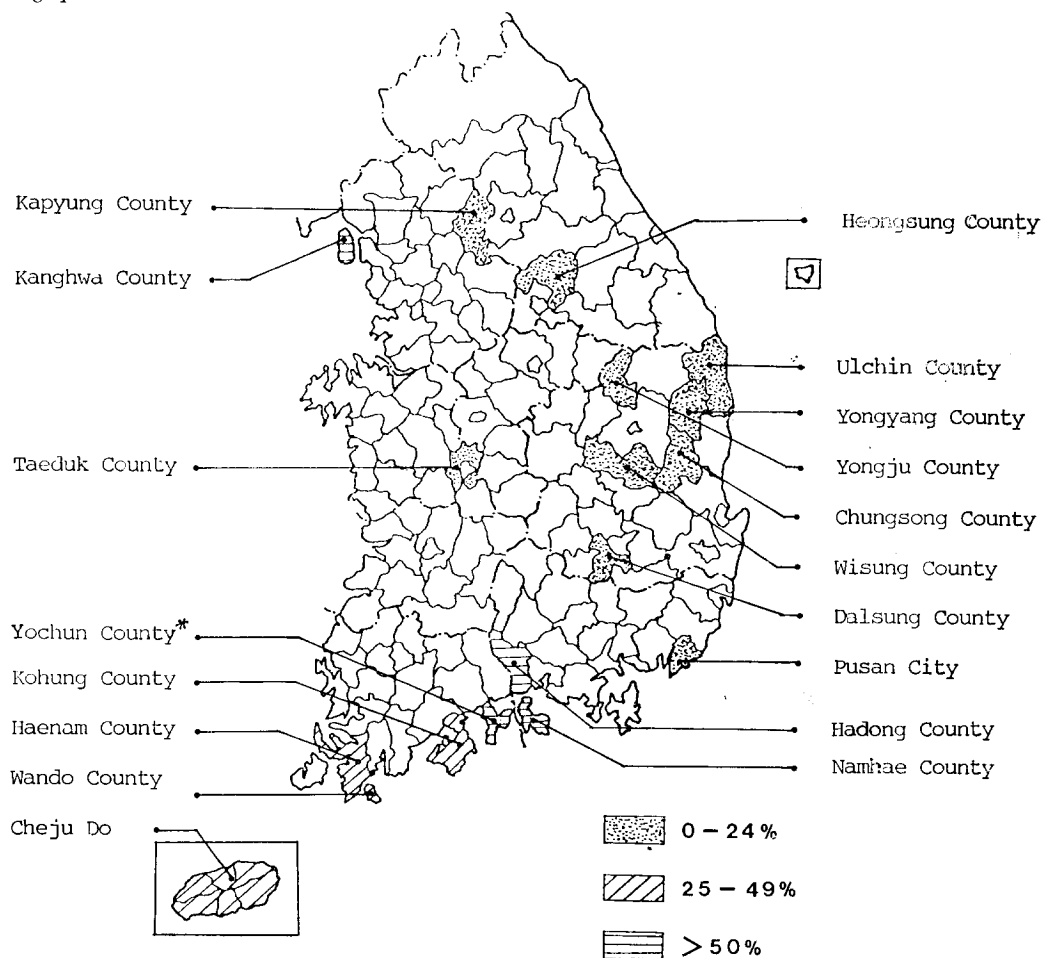 Kapyung County
Kanghwa County
Taeduk County
Yochun County*
Kohung County
Haenam County
Wando County
Cheju Do
Heongsung County
Ulchin County
Yongyang County
Yongju County
Chungsong County
Wisung County
Dalsung County
Pusan City
Hadong County
Namhae County
0-24%
25-49%
>50%